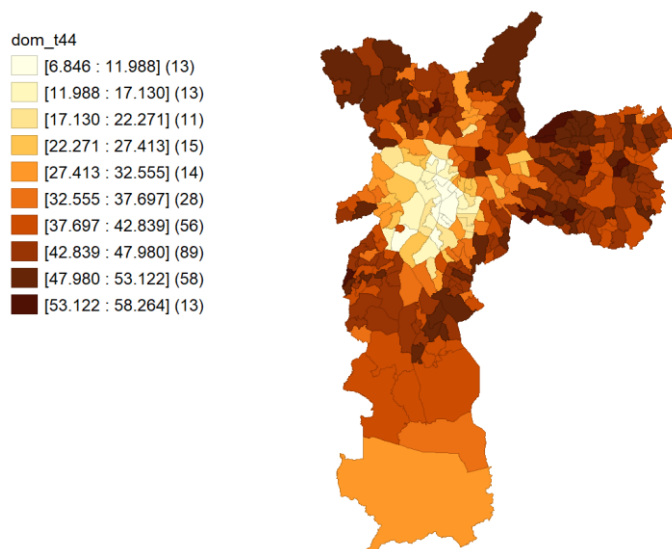 dom_t44
[6.846 : 11.988] (13)
[11.988 : 17.130] (13)
[17.130 : 22.271] (11)
[22.271 : 27.413] (15)
[27.413 : 32.555] (14)
[32.555 : 37.697] (28)
[37.697 : 42.839] (56)
[42.839 : 47.980] (89)
[47.980 : 53.122] (58)
[53.122 : 58.264] (13)